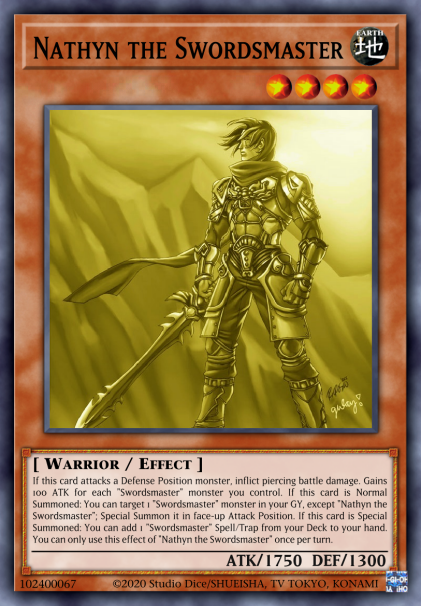 Nathyn the Swordsmaster
EARTH
地
[ Warrior / Effect ]
If this card attacks a Defense Position monster, inflict piercing battle damage. Gains
100 ATK for each "Swordsmaster" monster you control. If this card is Normal
Summoned: You can target 1 "Swordsmaster" monster in your GY, except "Nathyn the
Swordsmaster"; Special Summon it in face-up Attack Position. If this card is Special
Summoned: You can add 1 "Swordsmaster" Spell/Trap from your Deck to your hand.
You can only use this effect of "Nathyn the Swordsmaster" once per turn.
ATK/1750 DEF/1300
102400067 ©2020 Studio Dice/SHUEISHA, TV TOKYO, KONAMI